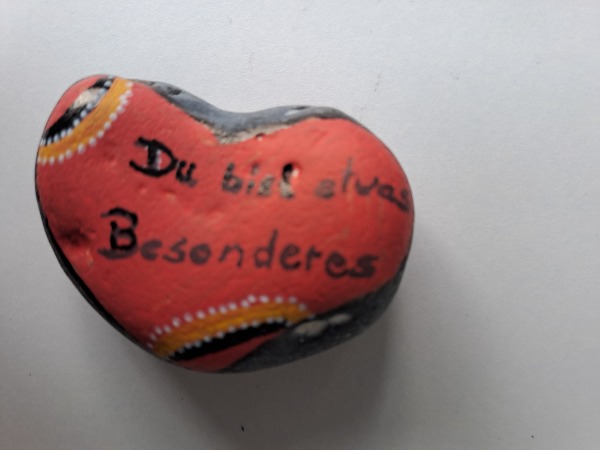 Du bist etwas
Besonderes